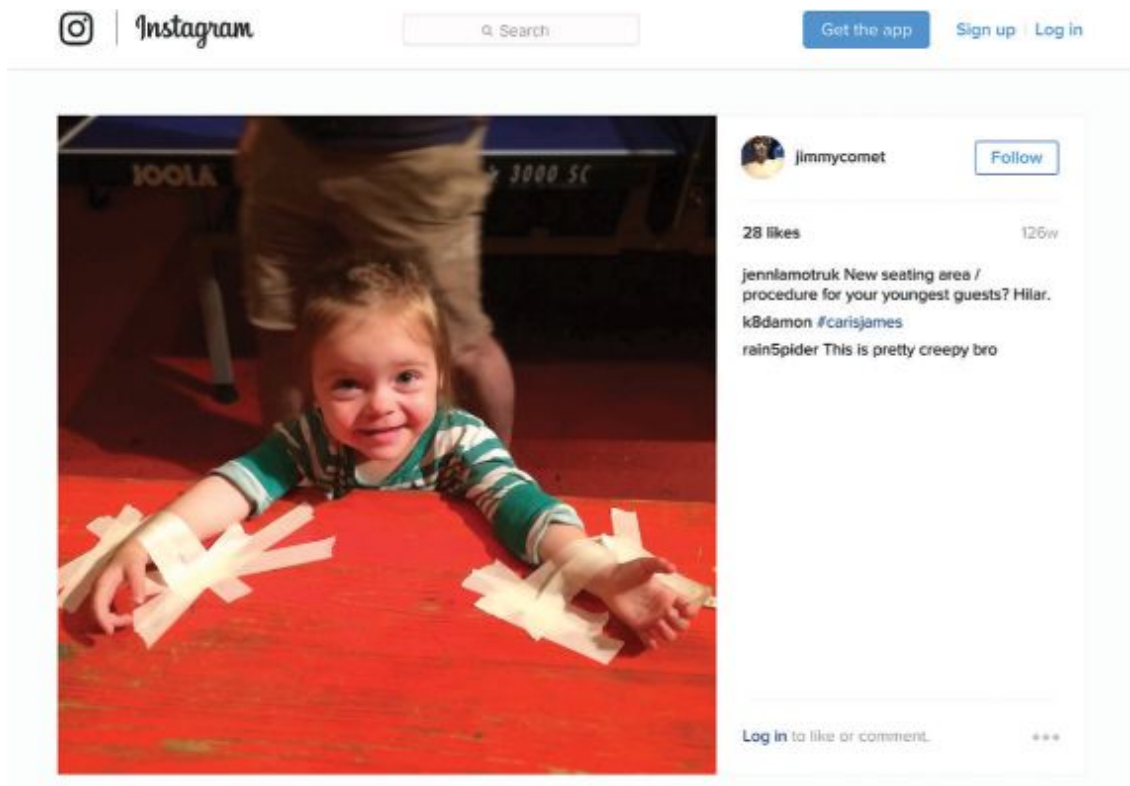 Instagram
Search
Get the app
Sign up
Log in
JOOLA
3000 SC
jimmycomet
Follow
28 likes
126w
jennlamotruk New seating area /
procedure for your youngest guests? Hilar.
k8damon #carisjames
rain5pider This is pretty creepy bro
Log in to like or comment.